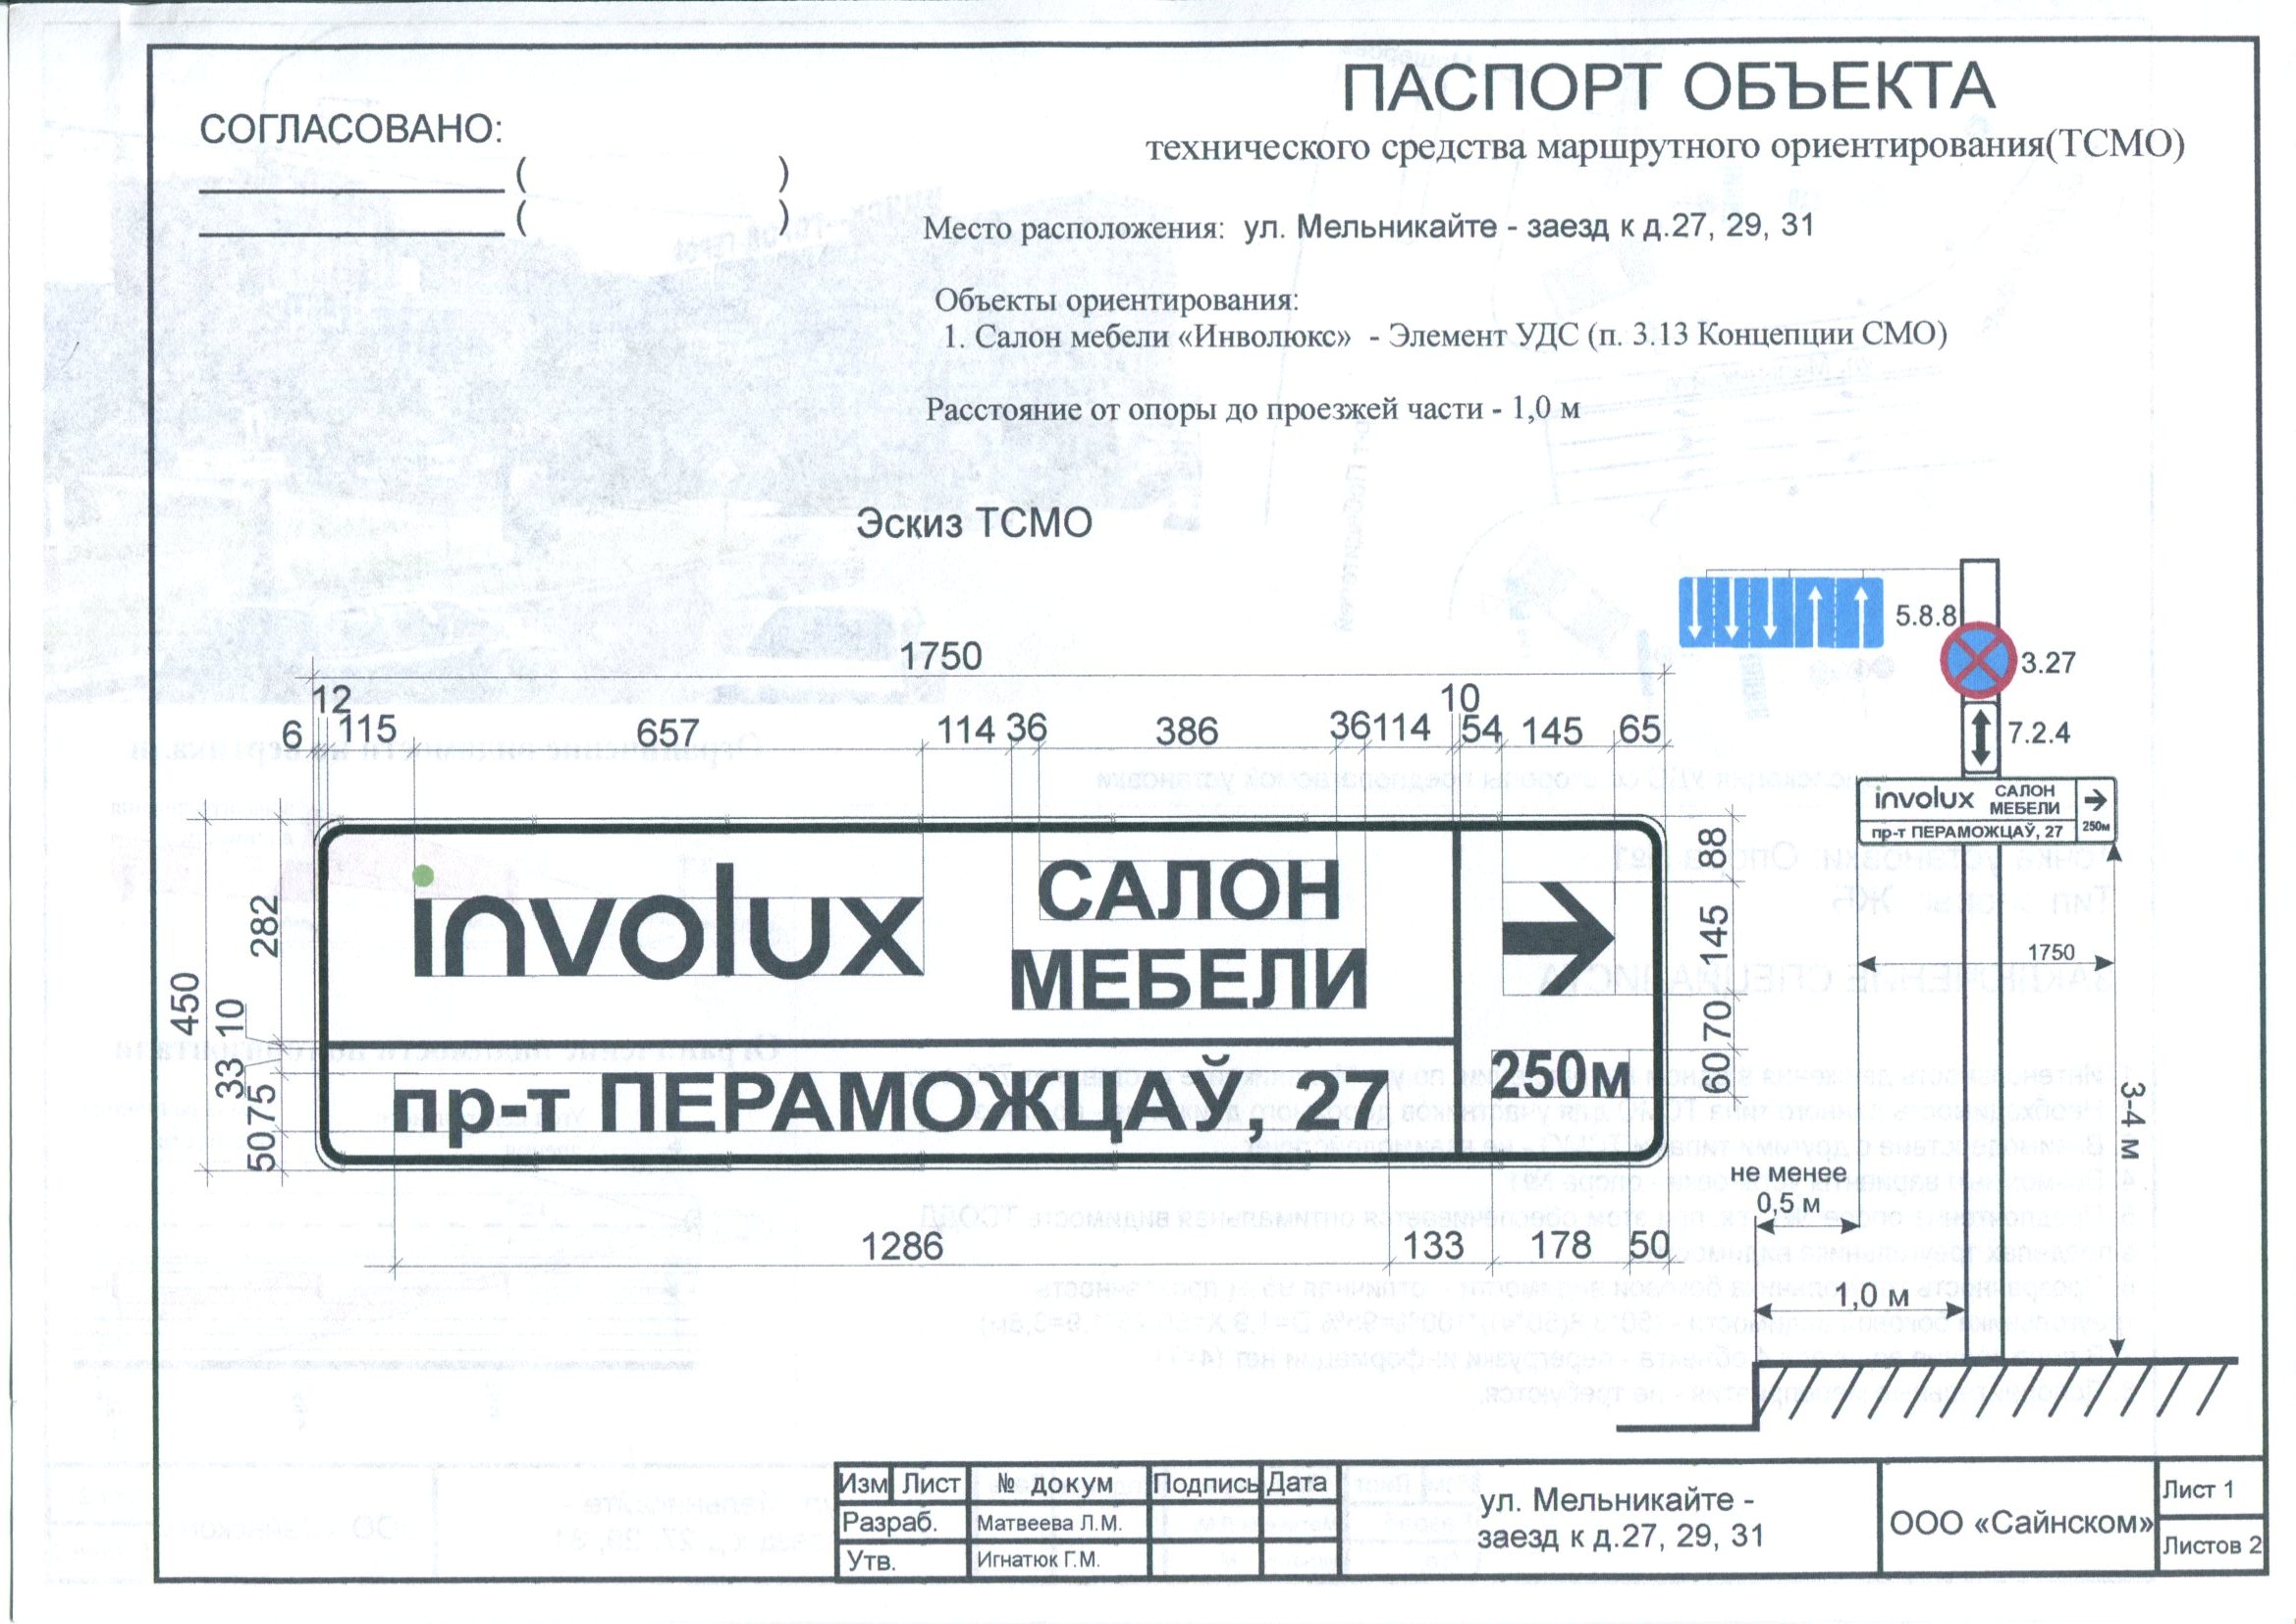 СОГЛАСОВАНО:
( )
( )
ПАСПОРТ ОБЪЕКТА
технического средства маршрутного ориентирования(ТСМО)
Место расположения: ул. Мельникайте - заезд к д.27, 29, 31
Объекты ориентирования:
1. Салон мебели «Инволюкс» - Элемент УДС (п. 3.13 Концепции СМО)
Расстояние от опоры до проезжей части - 1,0 м
Эскиз ТСМО
1750
12
10
6 115 657 114 36 386 36 114 54 145 65
450
282
10
33
75
50
involux
САЛОН
МЕБЕЛИ
пр-т ПЕРАМОЖЦАЎ, 27
250м
88
145
70
60
1286 133 178 50
5.8.8
3.27
7.2.4
involux САЛОН
МЕБЕЛИ
пр-т ПЕРАМОЖЦАЎ, 27
250м
1750
3-4 м
не менее
0,5 м
1,0 м
Изм Лист № докум Подпись Дата
Разраб. Матвеева Л.М.
Утв. Игнатюк Г.М.
ул. Мельникайте -
заезд к д.27, 29, 31
ООО «Сайнском»
Лист 1
Листов 2